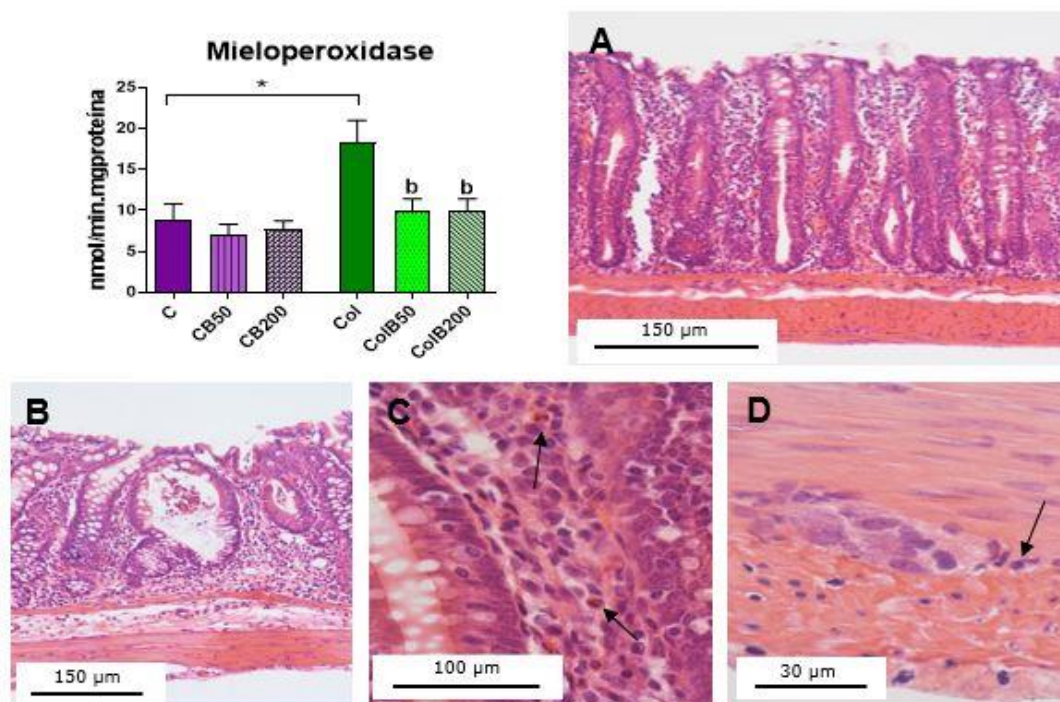 Mieloperoxidase
nmol/min.mgproteína
25
20
15
10
5
0
*
b
b
C
CB50
CB200
Col
ColB50
ColB200
A
150 µm
B
150 µm
C
100 µm
D
30 µm